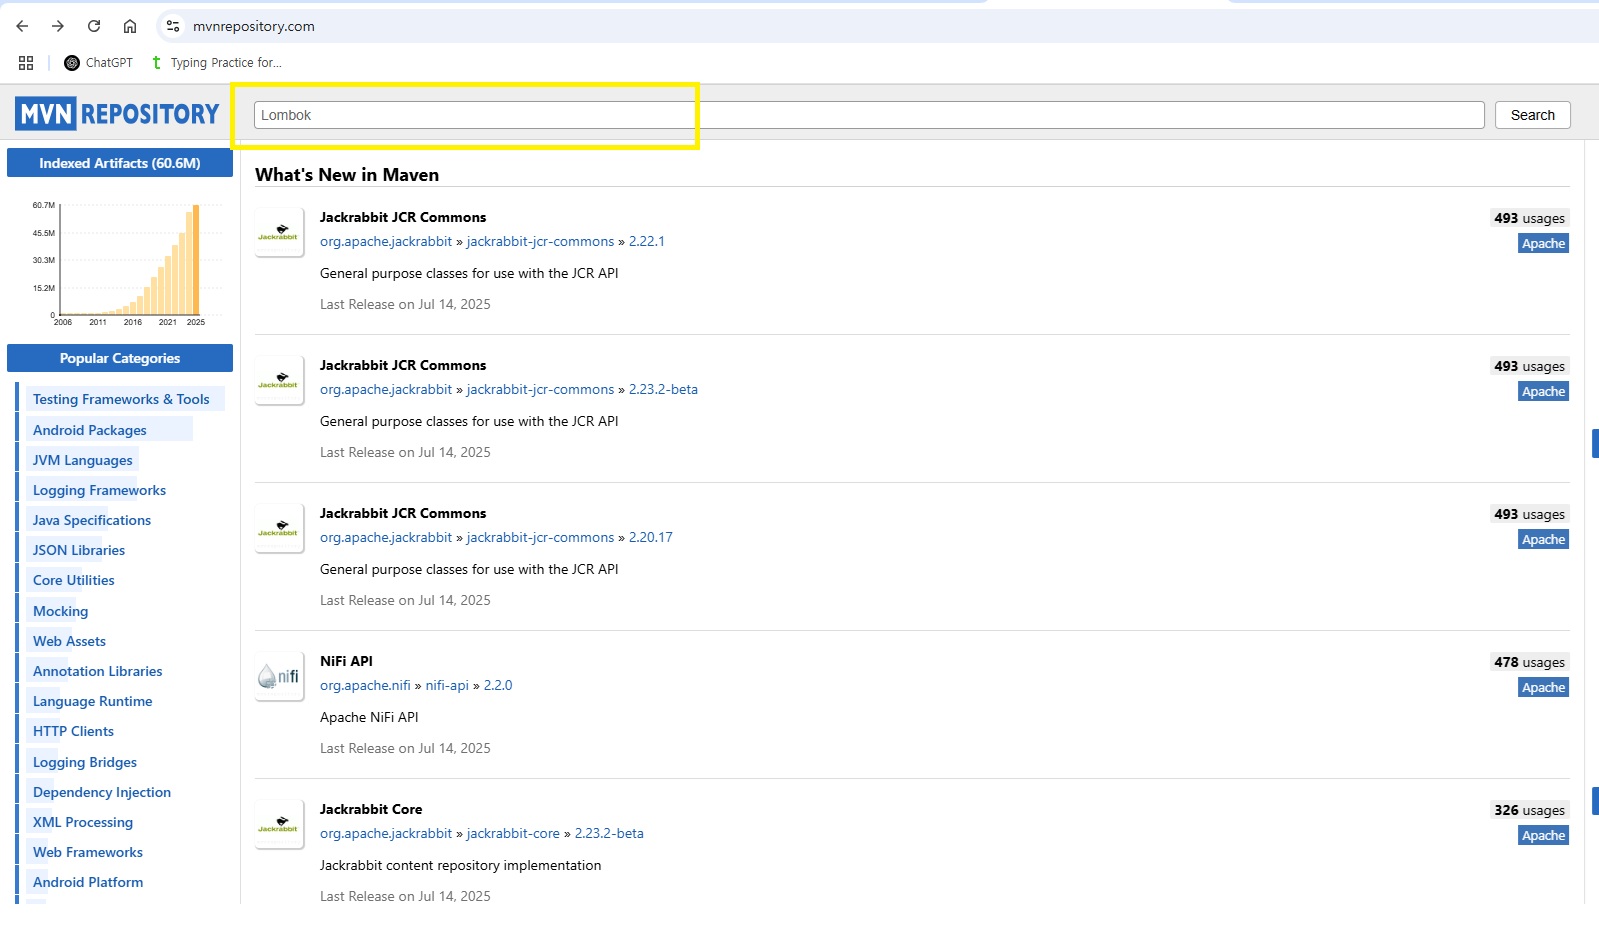 mvnrepository.com
ChatGPT
Typing Practice for...
MVN REPOSITORY
Lombok
Search
Indexed Artifacts (60.6M)
60.7M
45.5M
30.3M
15.2M
0
2006 2011 2016 2021 2025
Popular Categories
Testing Frameworks & Tools
Android Packages
JVM Languages
Logging Frameworks
Java Specifications
JSON Libraries
Core Utilities
Mocking
Web Assets
Annotation Libraries
Language Runtime
HTTP Clients
Logging Bridges
Dependency Injection
XML Processing
Web Frameworks
Android Platform
What's New in Maven
Jackrabbit
Jackrabbit JCR Commons
493 usages
org.apache.jackrabbit » jackrabbit-jcr-commons » 2.22.1
Apache
General purpose classes for use with the JCR API
Last Release on Jul 14, 2025
Jackrabbit
Jackrabbit JCR Commons
493 usages
org.apache.jackrabbit » jackrabbit-jcr-commons » 2.23.2-beta
Apache
General purpose classes for use with the JCR API
Last Release on Jul 14, 2025
Jackrabbit
Jackrabbit JCR Commons
493 usages
org.apache.jackrabbit » jackrabbit-jcr-commons » 2.20.17
Apache
General purpose classes for use with the JCR API
Last Release on Jul 14, 2025
nifi
NiFi API
478 usages
org.apache.nifi » nifi-api » 2.2.0
Apache
Apache NiFi API
Last Release on Jul 14, 2025
Jackrabbit
Jackrabbit Core
326 usages
org.apache.jackrabbit » jackrabbit-core » 2.23.2-beta
Apache
Jackrabbit content repository implementation
Last Release on Jul 14, 2025